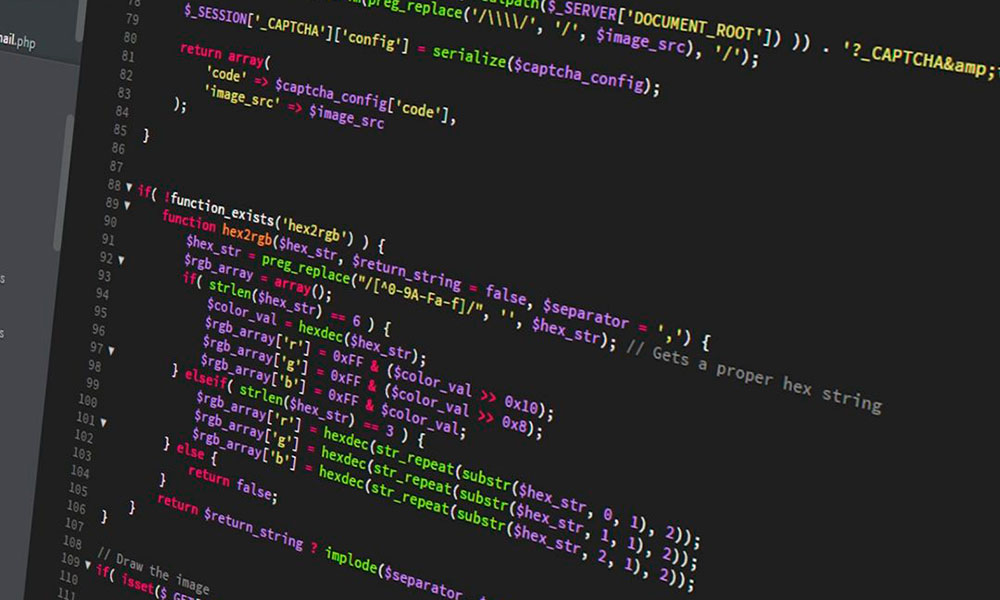 mail.php
78 (preg_replace('/\\\\/', '/', $image_src), '/');
($_SERVER['DOCUMENT_ROOT']) )) . '?_CAPTCHA&amp;
79 $_SESSION['_CAPTCHA']['config'] = serialize($captcha_config);
80
81 return array(
82 'code' => $captcha_config['code'],
83 'image_src' => $image_src
84 );
85 }
86
87
88 if( !function_exists('hex2rgb') ) {
89 function hex2rgb($hex_str, $return_string = false, $separator = ',') {
90 $hex_str = preg_replace("/[^0-9A-Fa-f]/", '', $hex_str); // Gets a proper hex string
91 $rgb_array = array();
92 if( strlen($hex_str) == 6 ) {
93 $color_val = hexdec($hex_str);
94 $rgb_array['r'] = 0xFF & ($color_val >> 0x10);
95 $rgb_array['g'] = 0xFF & ($color_val >> 0x8);
96 $rgb_array['b'] = 0xFF & $color_val;
97 } elseif( strlen($hex_str) == 3 ) {
98 $rgb_array['r'] = hexdec(str_repeat(substr($hex_str, 0, 1), 2));
99 $rgb_array['g'] = hexdec(str_repeat(substr($hex_str, 1, 1), 2));
100 $rgb_array['b'] = hexdec(str_repeat(substr($hex_str, 2, 1), 2));
101 } else {
102 return false;
103 }
104 return $return_string ? implode($separator
105 }
106 }
107
108 // Draw the image
109 if( isset($_GET
110
111